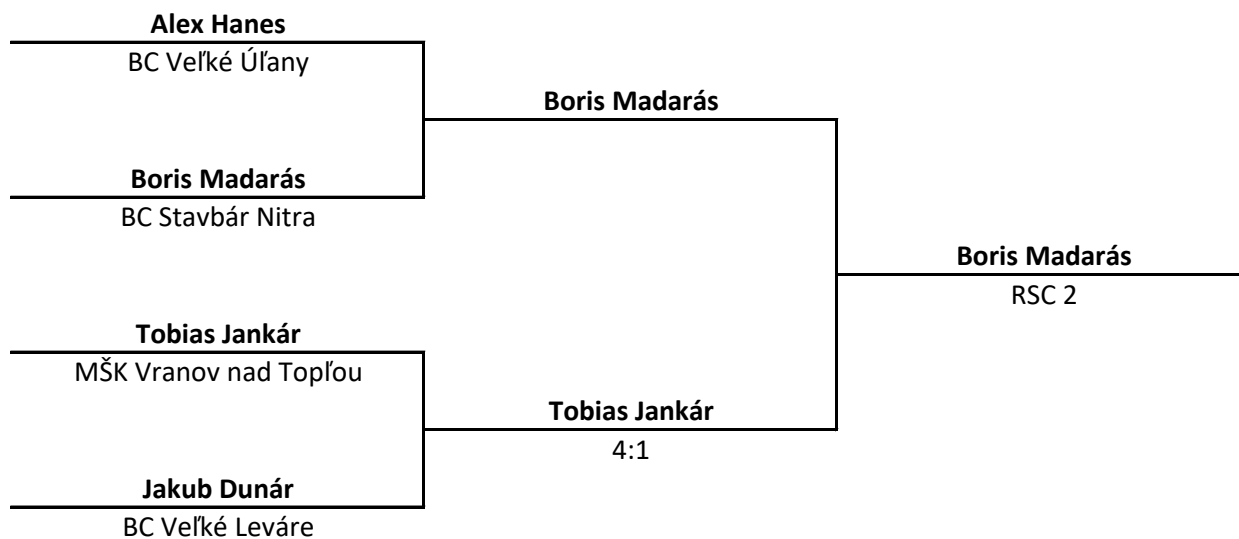 Alex Hanes
BC Veľké Úľany
Boris Madarás
Boris Madarás
BC Stavbár Nitra
Boris Madarás
RSC 2
Tobias Jankár
MŠK Vranov nad Topľou
Tobias Jankár
4:1
Jakub Dunár
BC Veľké Leváre